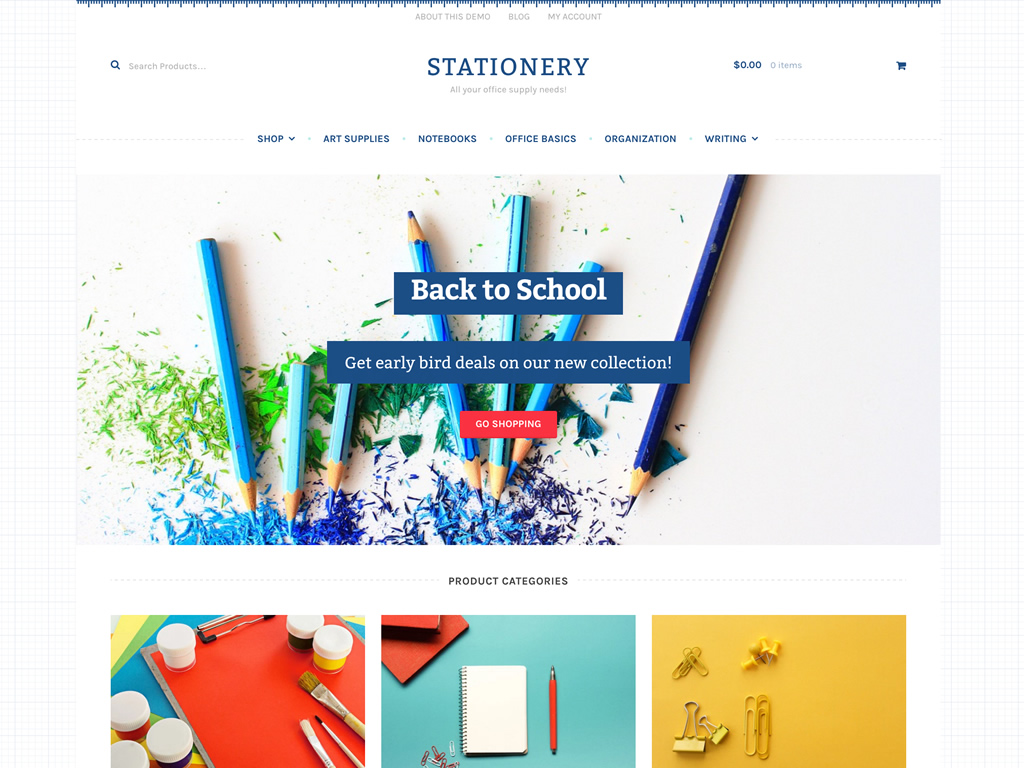 ABOUT THIS DEMO BLOG MY ACCOUNT
Search Products...
STATIONERY
All your office supply needs!
$0.00 0 items
SHOP ART SUPPLIES NOTEBOOKS OFFICE BASICS ORGANIZATION WRITING
Back to School
Get early bird deals on our new collection!
GO SHOPPING
PRODUCT CATEGORIES